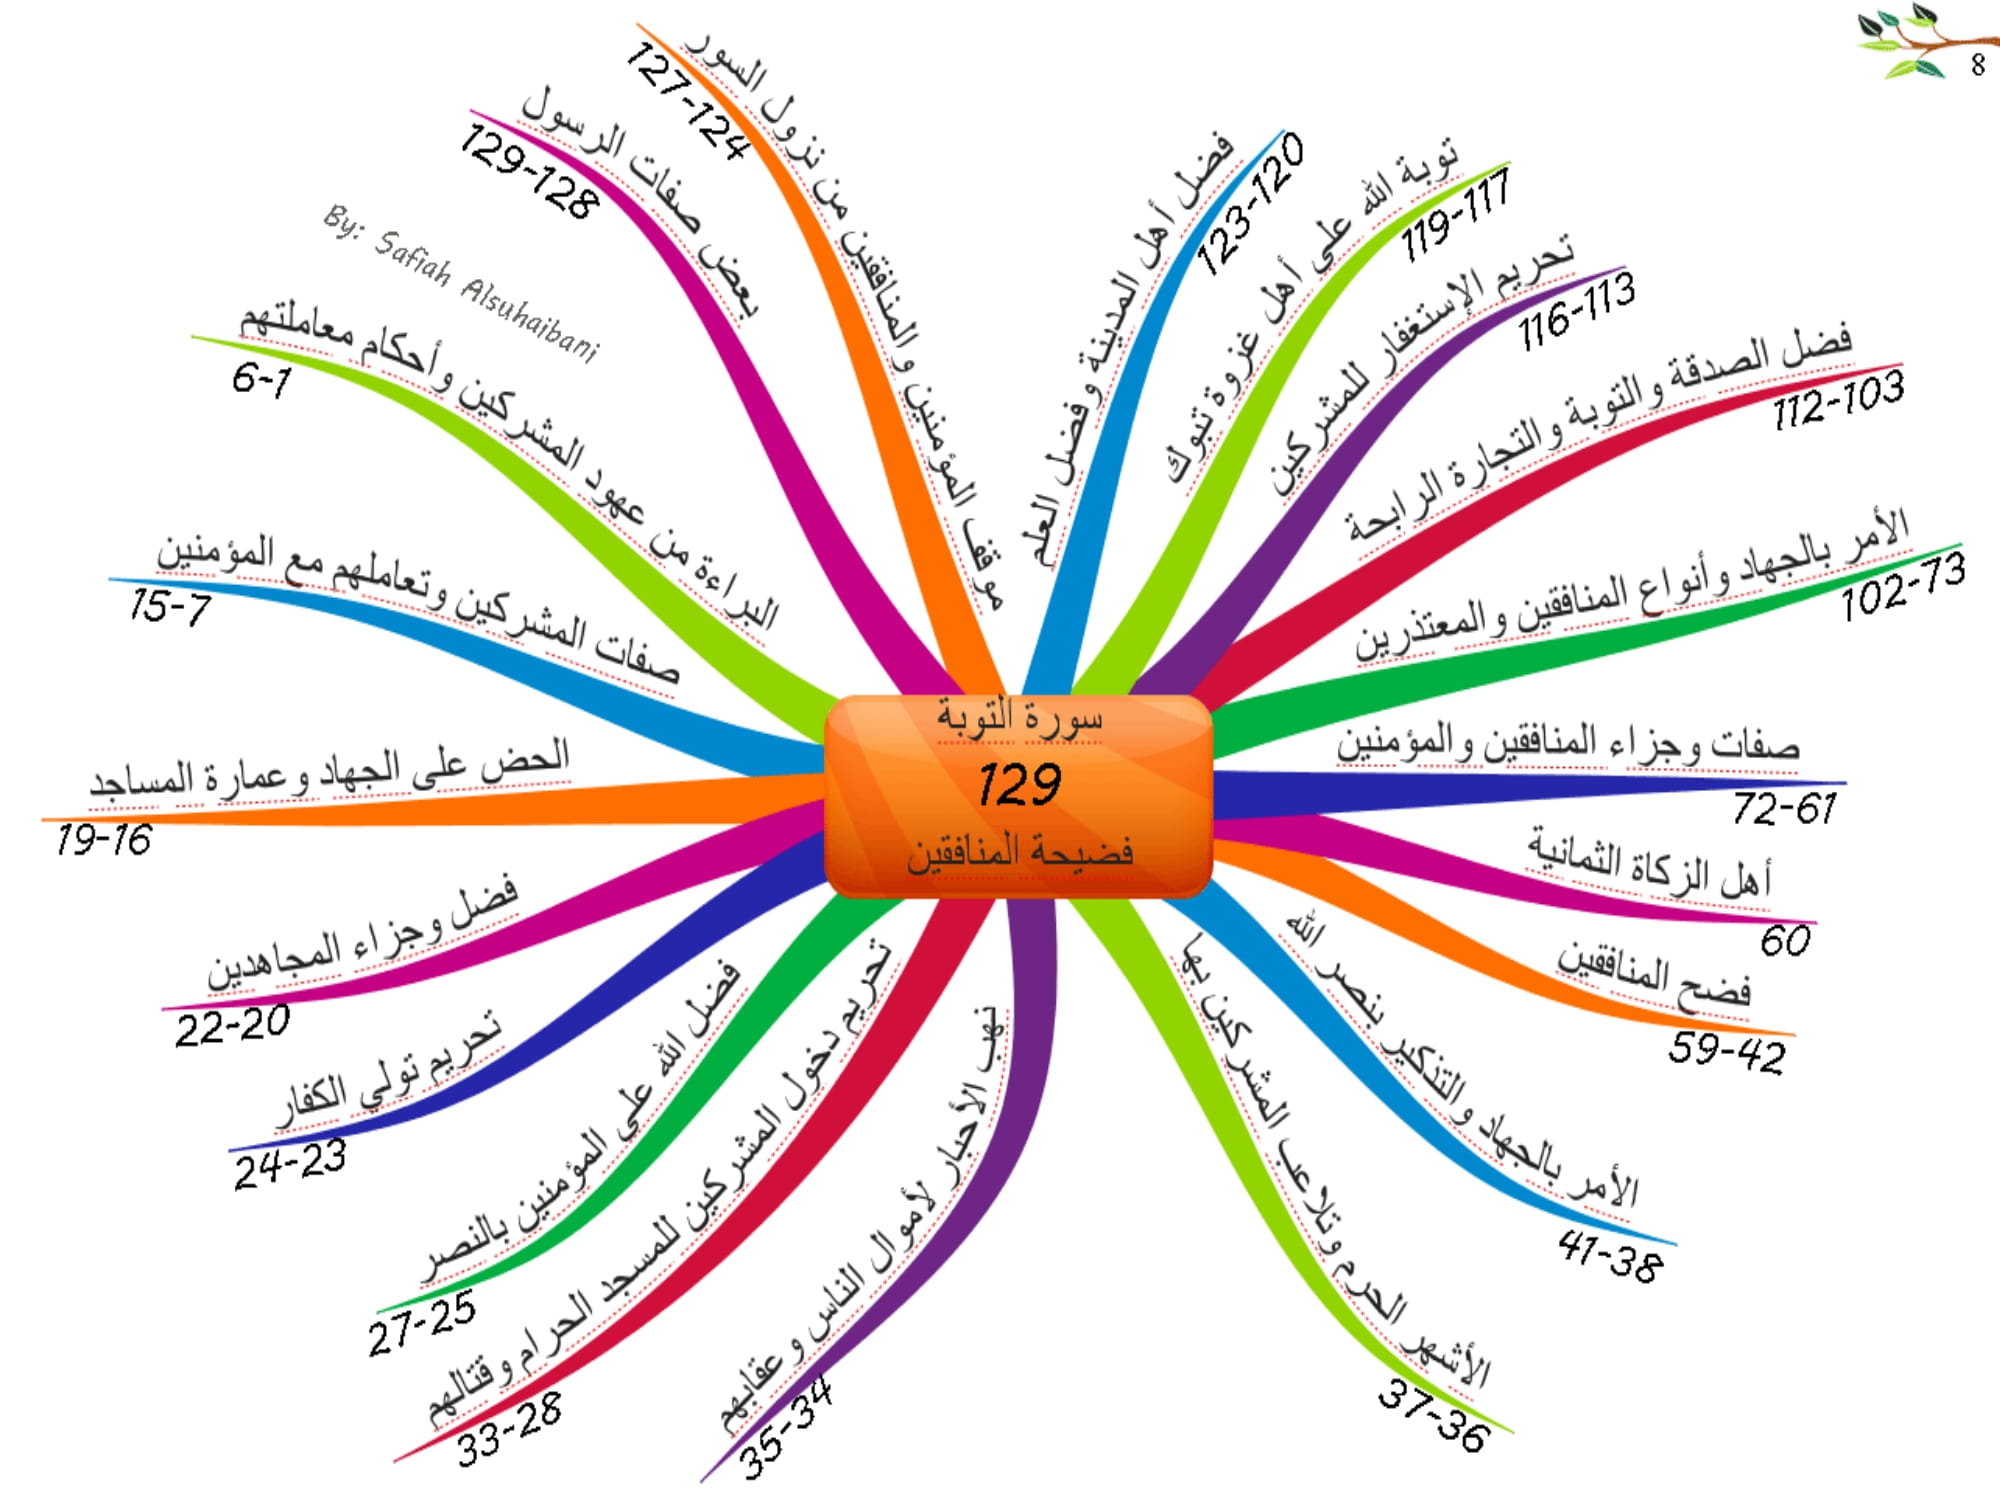 8
سورة التوبة
129
فضيحة المنافقين
البراءة من عهود المشركين وأحكام معاملتهم
6-1
صفات المشركين وتعاملهم مع المؤمنين
15-7
الحض على الجهاد وعمارة المساجد
19-16
فضل وجزاء المجاهدين
22-20
تحريم تولي الكفار
24-23
فضل الله على المؤمنين بالنصر
27-25
تحريم دخول المشركين للمسجد الحرام وقتالهم
33-28
نهب الأحبار لأموال الناس وعقابهم
35-34
الأشهر الحرم وتلاعب المشركين بها
37-36
الأمر بالجهاد والتذكير بنصر الله
41-38
فضح المنافقين
59-42
أهل الزكاة الثمانية
60
صفات وجزاء المنافقين والمؤمنين
72-61
الأمر بالجهاد وأنواع المنافقين والمعتذرين
102-73
فضل الصدقة والتوبة والتجارة الرابحة
112-103
تحريم الإستغفار للمشركين
116-113
توبة الله على أهل غزوة تبوك
119-117
فضل أهل المدينة وفضل العلم
123-120
موقف المؤمنين والمنافقين من نزول السور
127-124
بعض صفات الرسول
129-128
By: Safiah Alsuhaibani